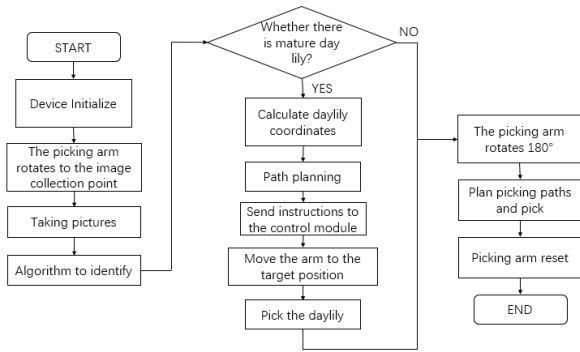 START
Device Initialize
The picking arm
rotates to the image
collection point
Taking pictures
Algorithm to identify
Whether there
is mature day
lily?
NO
YES
Calculate daylily
coordinates
Path planning
Send instructions to
the control module
Move the arm to the
target position
Pick the daylily
The picking arm
rotates 180°
Plan picking paths
and pick
Picking arm reset
END